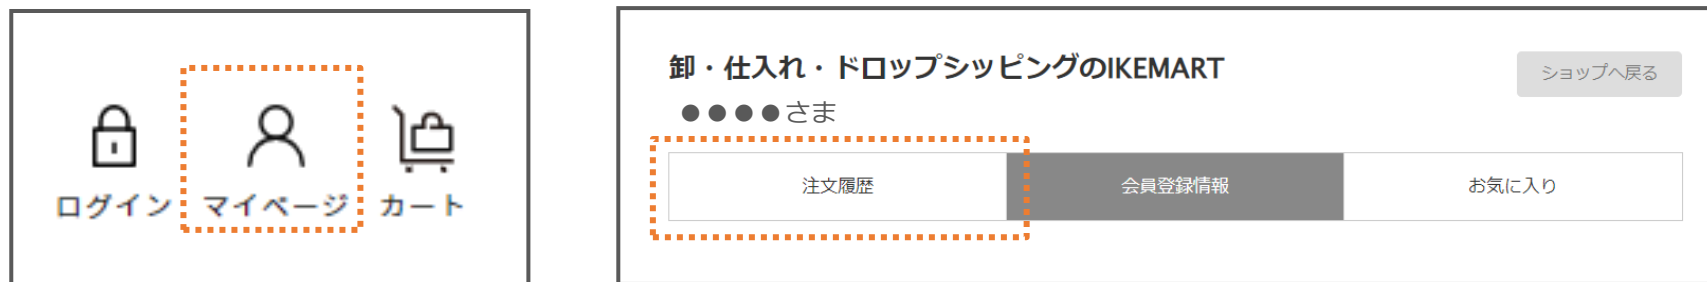 ログイン
マイページ
カート
卸・仕入れ・ドロップシッピングのIKEMART
ショップへ戻る
●●●●さま
注文履歴
会員登録情報
お気に入り